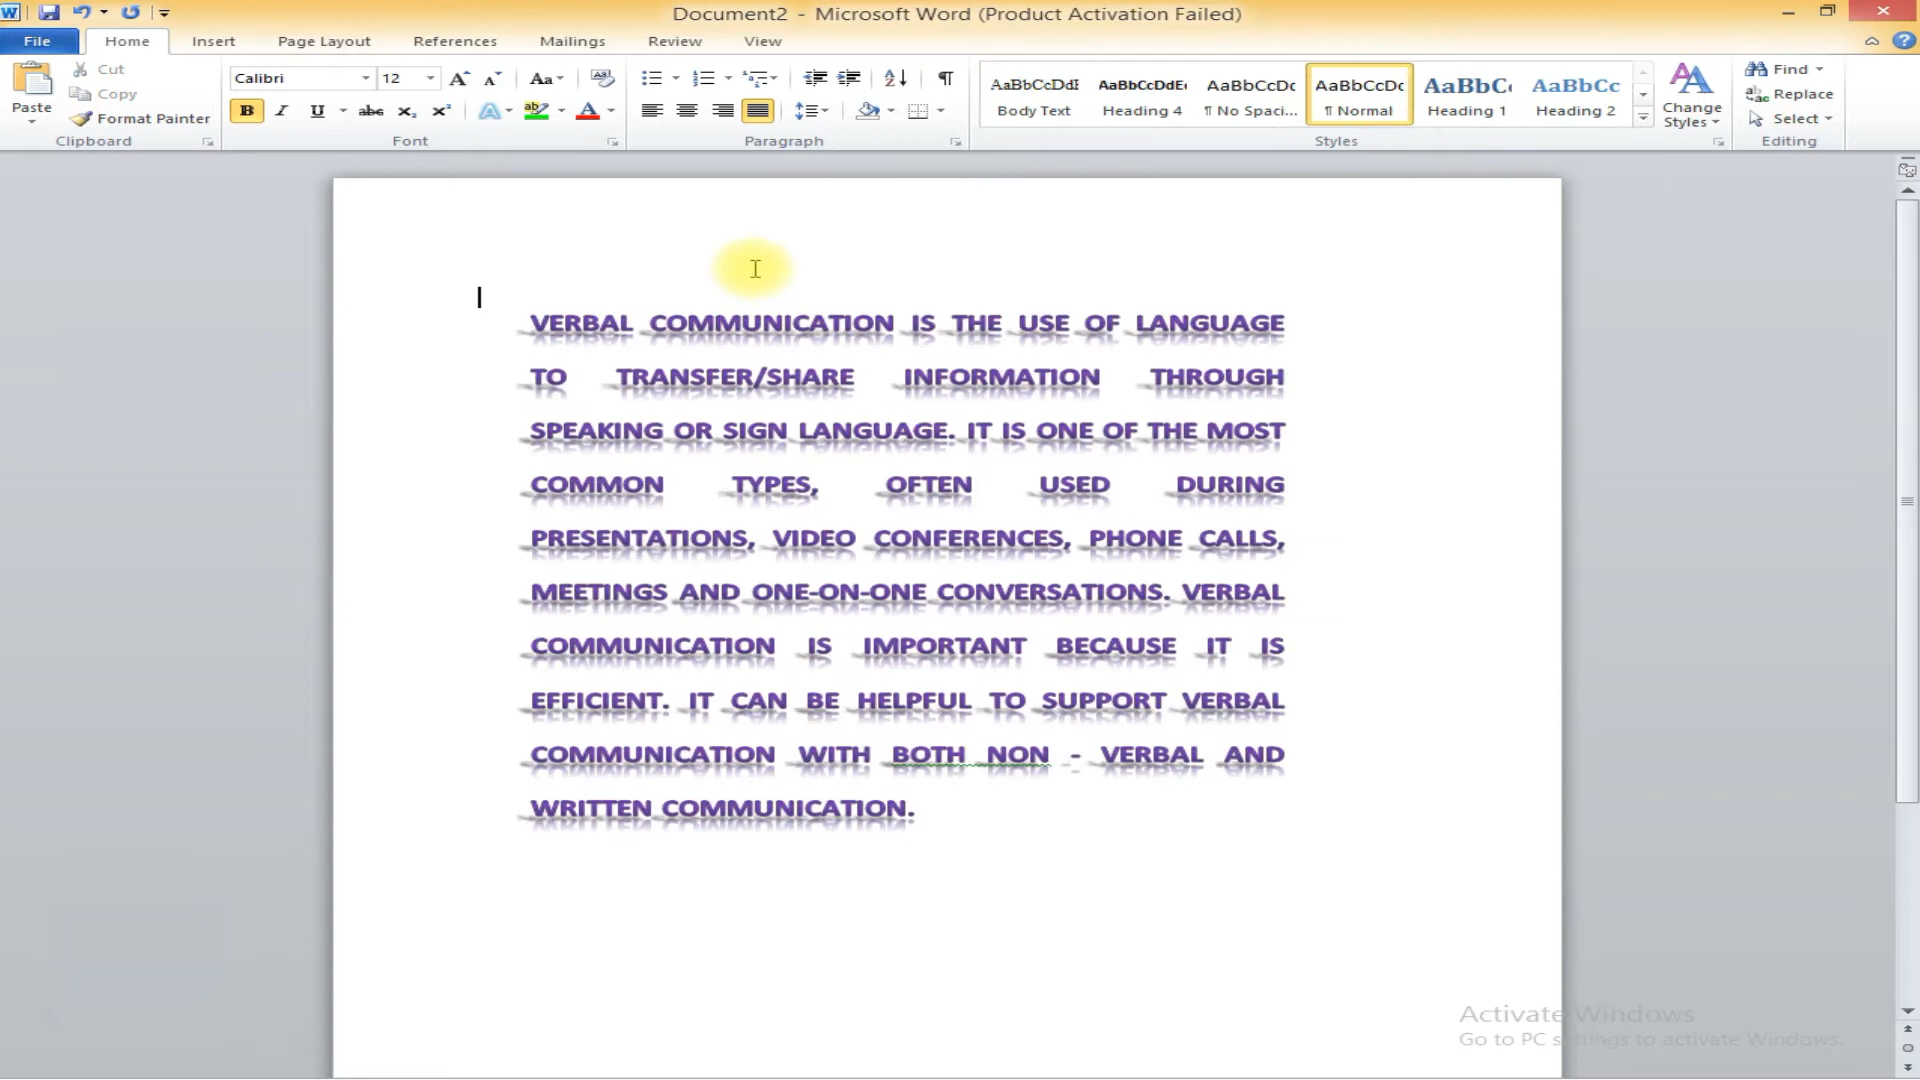 Document2 - Microsoft Word (Product Activation Failed)
File Home Insert Page Layout References Mailings Review View
Paste
Cut
Copy
Format Painter
Clipboard
Calibri 12
Font
Paragraph
AaBbCcDdI AaBbCcDdE AaBbCcDc AaBbCcDc AaBbC AaBbCc
Body Text Heading 4 ¶ No Spaci... ¶ Normal Heading 1 Heading 2
Styles
Change Styles
Find
Replace
Select
Editing
VERBAL COMMUNICATION IS THE USE OF LANGUAGE
TO TRANSFER/SHARE INFORMATION THROUGH
SPEAKING OR SIGN LANGUAGE. IT IS ONE OF THE MOST
COMMON TYPES, OFTEN USED DURING
PRESENTATIONS, VIDEO CONFERENCES, PHONE CALLS,
MEETINGS AND ONE-ON-ONE CONVERSATIONS. VERBAL
COMMUNICATION IS IMPORTANT BECAUSE IT IS
EFFICIENT. IT CAN BE HELPFUL TO SUPPORT VERBAL
COMMUNICATION WITH BOTH NON - VERBAL AND
WRITTEN COMMUNICATION.
Activate Windows
Go to PC settings to activate Windows.